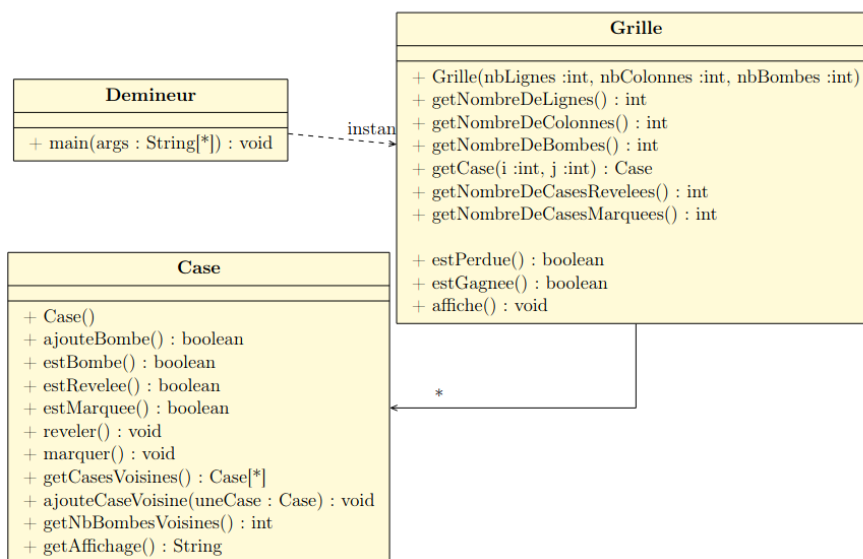 Demineur
+ main(args : String[*]) : void
instan
Grille
+ Grille(nbLignes :int, nbColonnes :int, nbBombes :int)
+ getNombreDeLignes() : int
+ getNombreDeColonnes() : int
+ getNombreDeBombes() : int
+ getCase(i :int, j :int) : Case
+ getNombreDeCasesRevelees() : int
+ getNombreDeCasesMarquees() : int
+ estPerdue() : boolean
+ estGagnee() : boolean
+ affiche() : void
*
Case
+ Case()
+ ajouteBombe() : boolean
+ estBombe() : boolean
+ estRevelee() : boolean
+ estMarquee() : boolean
+ reveler() : void
+ marquer() : void
+ getCasesVoisines() : Case[*]
+ ajouteCaseVoisine(uneCase : Case) : void
+ getNbBombesVoisines() : int
+ getAffichage() : String